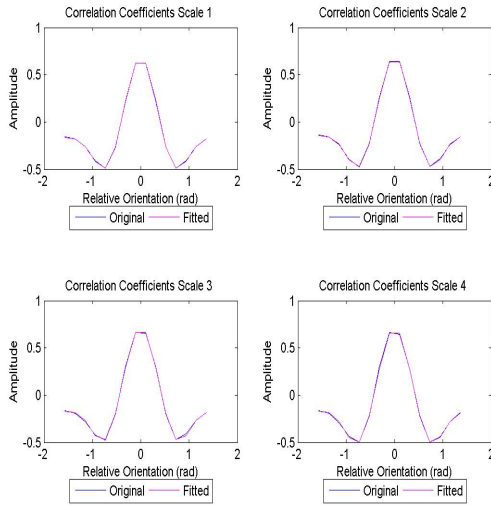 Correlation Coefficients Scale 1
1
0.5
0
-0.5
Amplitude
-2
-1
0
1
2
Relative Orientation (rad)
Original
Fitted
Correlation Coefficients Scale 2
1
0.5
0
-0.5
Amplitude
-2
-1
0
1
2
Relative Orientation (rad)
Original
Fitted
Correlation Coefficients Scale 3
1
0.5
0
-0.5
Amplitude
-2
-1
0
1
2
Relative Orientation (rad)
Original
Fitted
Correlation Coefficients Scale 4
1
0.5
0
-0.5
Amplitude
-2
-1
0
1
2
Relative Orientation (rad)
Original
Fitted